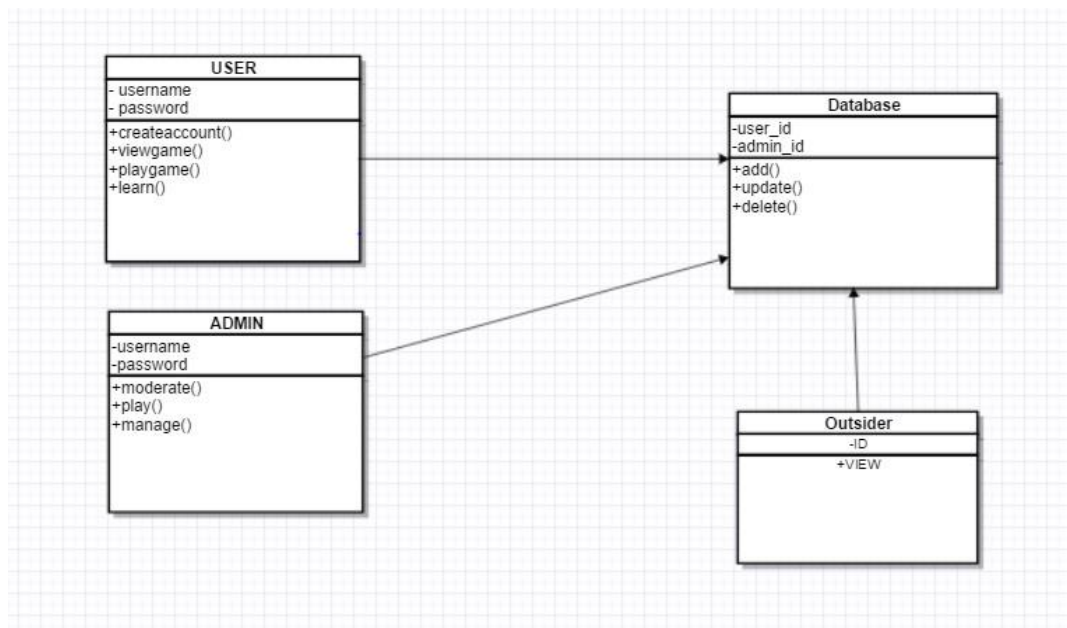 USER
- username
- password
+createaccount()
+viewgame()
+playgame()
+learn()
Database
-user_id
-admin_id
+add()
+update()
+delete()
ADMIN
-username
-password
+moderate()
+play()
+manage()
Outsider
-ID
+VIEW